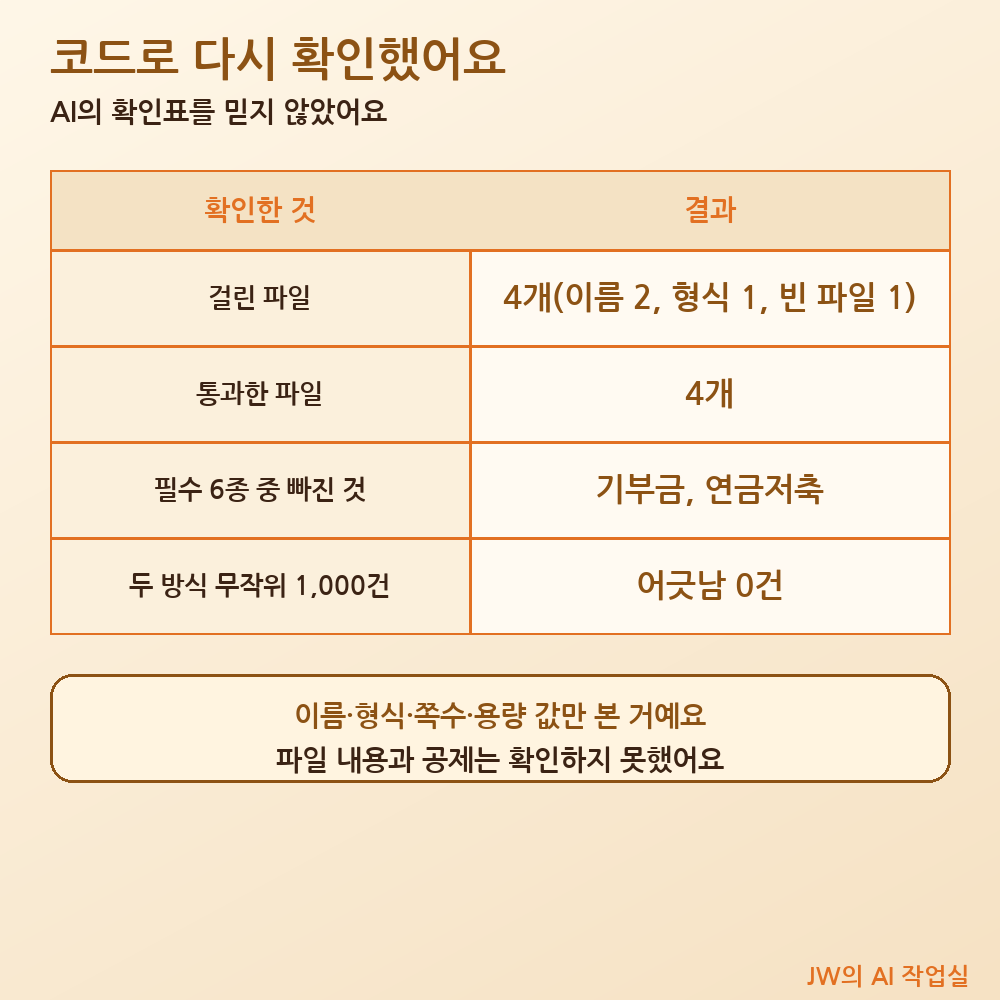 코드로 다시 확인했어요
AI의 확인표를 믿지 않았어요
확인한 것 결과
걸린 파일 4개(이름 2, 형식 1, 빈 파일 1)
통과한 파일 4개
필수 6종 중 빠진 것 기부금, 연금저축
두 방식 무작위 1,000건 어긋남 0건
이름·형식·쪽수·용량 값만 본 거예요
파일 내용과 공제는 확인하지 못했어요
JW의 AI 작업실